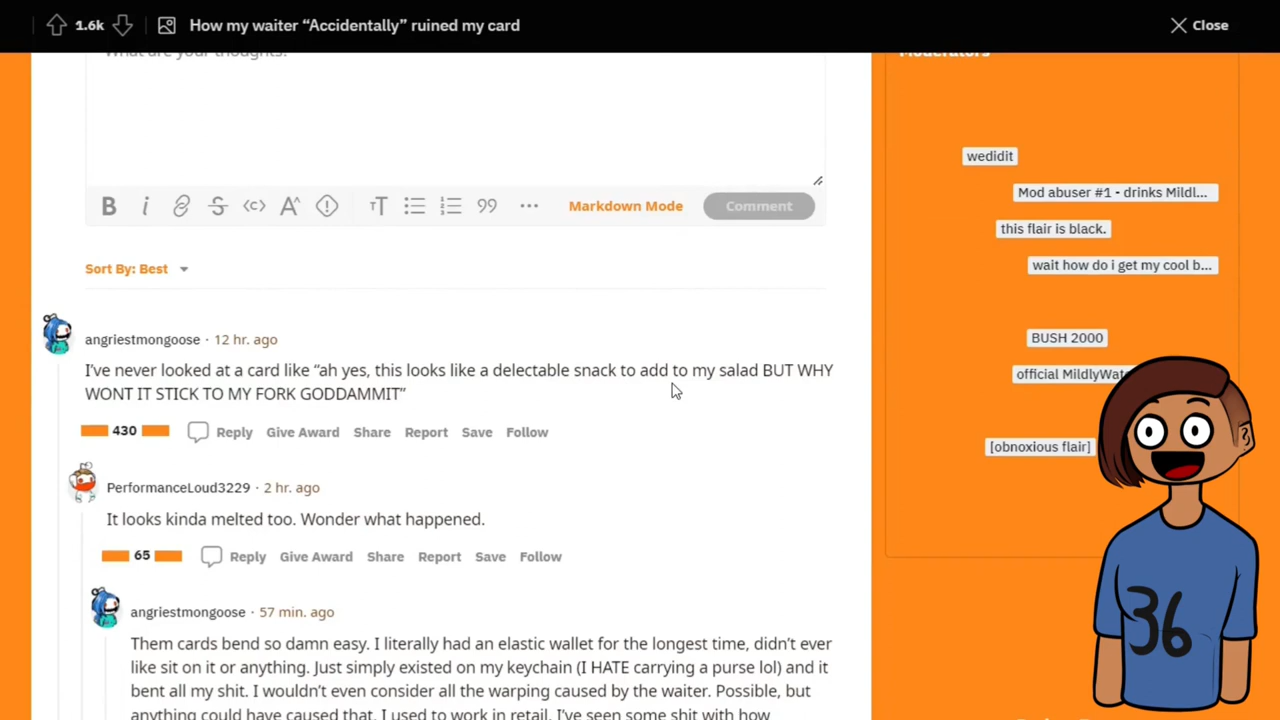 1.6k How my waiter “Accidentally” ruined my card Close
What are your thoughts?
Moderators
wedidit
Mod abuser #1 - drinks Mildl...
this flair is black.
wait how do i get my cool b...
BUSH 2000
official MildlyWat
[obnoxious flair]
B i <c> A TT 99 ... Markdown Mode Comment
Sort By: Best
angriestmongoose · 12 hr. ago
I’ve never looked at a card like “ah yes, this looks like a delectable snack to add to my salad BUT WHY
WONT IT STICK TO MY FORK GODDAMMIT”
430 Reply Give Award Share Report Save Follow
PerformanceLoud3229 · 2 hr. ago
It looks kinda melted too. Wonder what happened.
65 Reply Give Award Share Report Save Follow
angriestmongoose · 57 min. ago
Them cards bend so damn easy. I literally had an elastic wallet for the longest time, didn’t ever
like sit on it or anything. Just simply existed on my keychain (I HATE carrying a purse lol) and it
bent all my shit. I wouldn’t even consider all the warping caused by the waiter. Possible, but
anything could have caused that. I used to work in retail. I’ve seen some shit with how
36